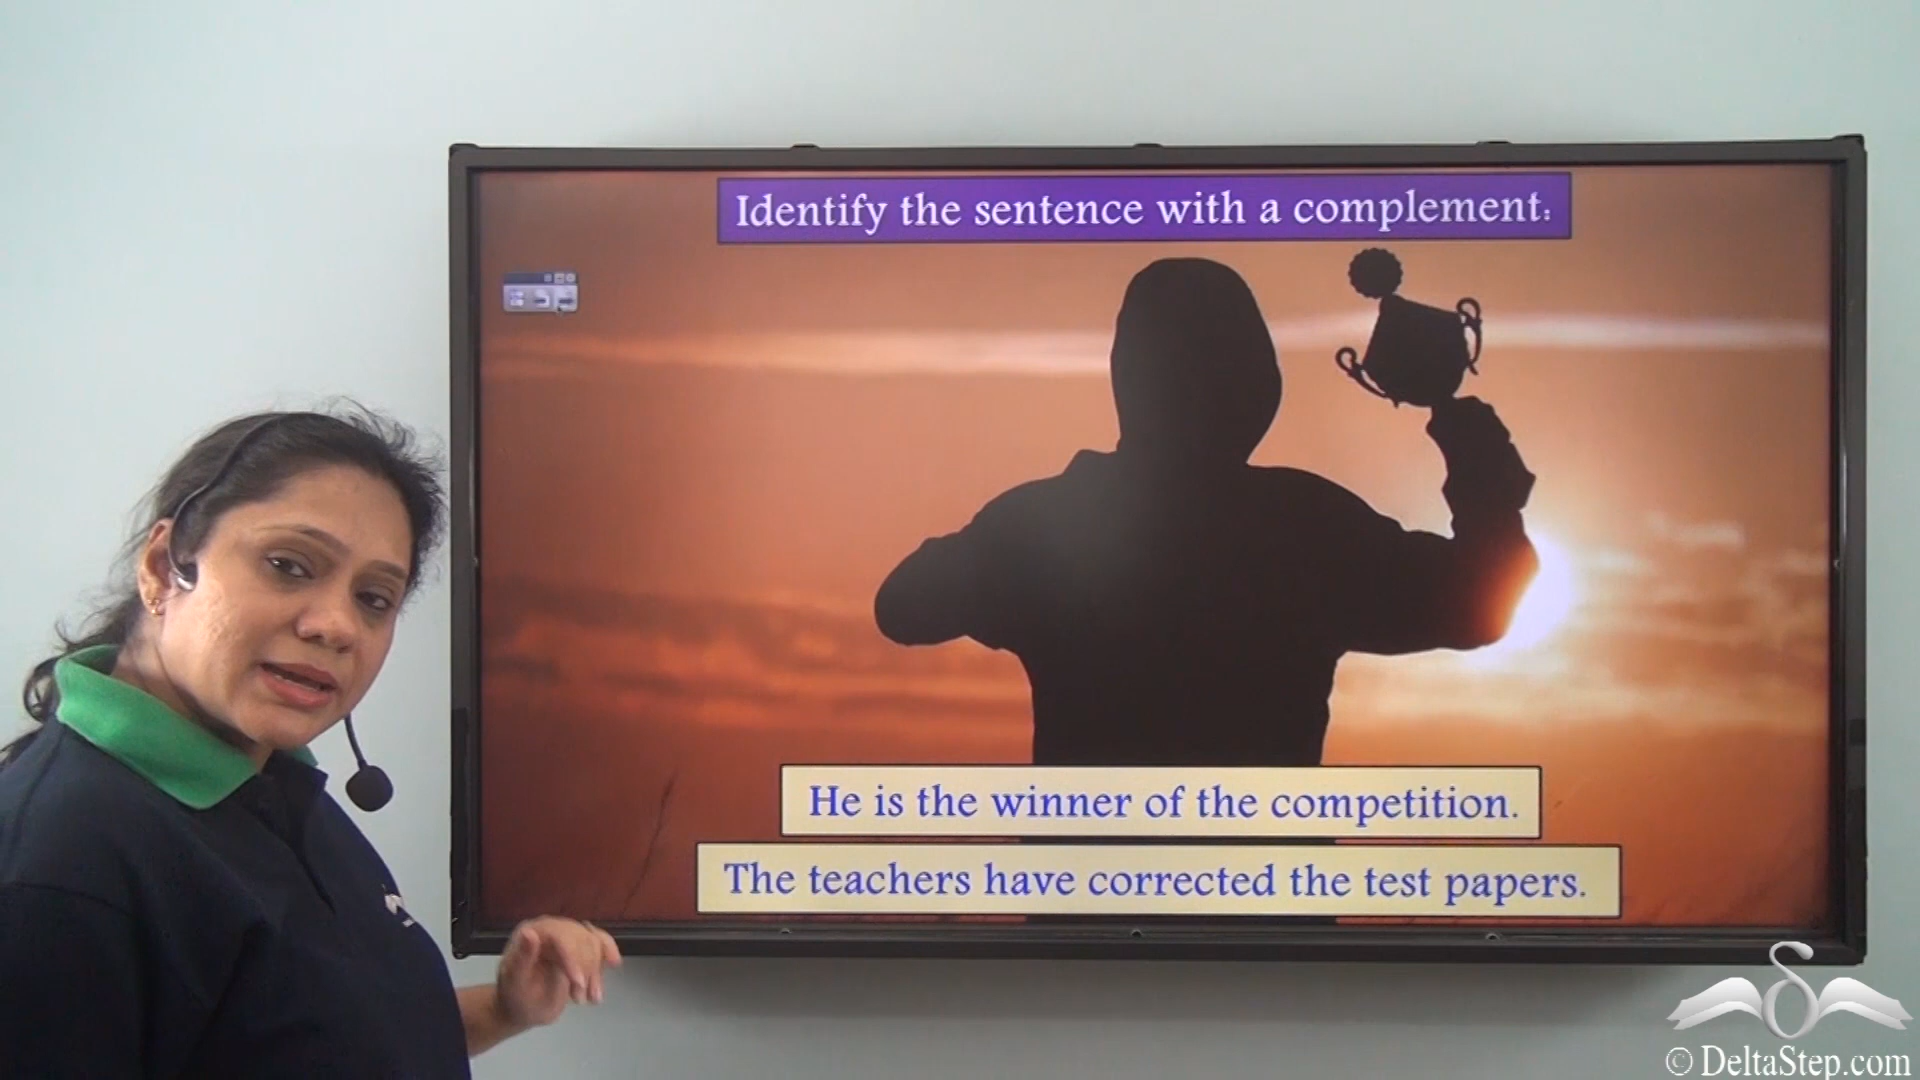 Identify the sentence with a complement:
He is the winner of the competition.
The teachers have corrected the test papers.
© DeltaStep.com